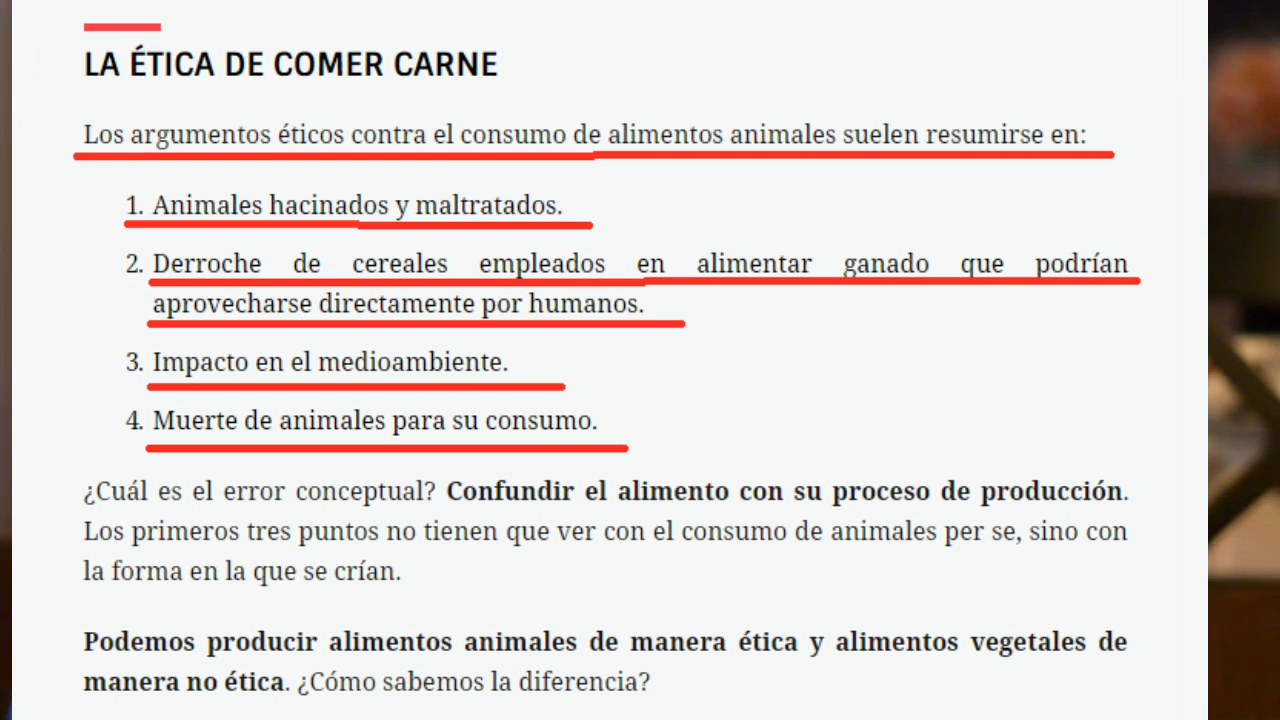 LA ÉTICA DE COMER CARNE
Los argumentos éticos contra el consumo de alimentos animales suelen resumirse en:
1. Animales hacinados y maltratados.
2. Derroche de cereales empleados en alimentar ganado que podrían
aprovecharse directamente por humanos.
3. Impacto en el medioambiente.
4. Muerte de animales para su consumo.
¿Cuál es el error conceptual? Confundir el alimento con su proceso de producción.
Los primeros tres puntos no tienen que ver con el consumo de animales per se, sino con
la forma en la que se crían.
Podemos producir alimentos animales de manera ética y alimentos vegetales de
manera no ética. ¿Cómo sabemos la diferencia?